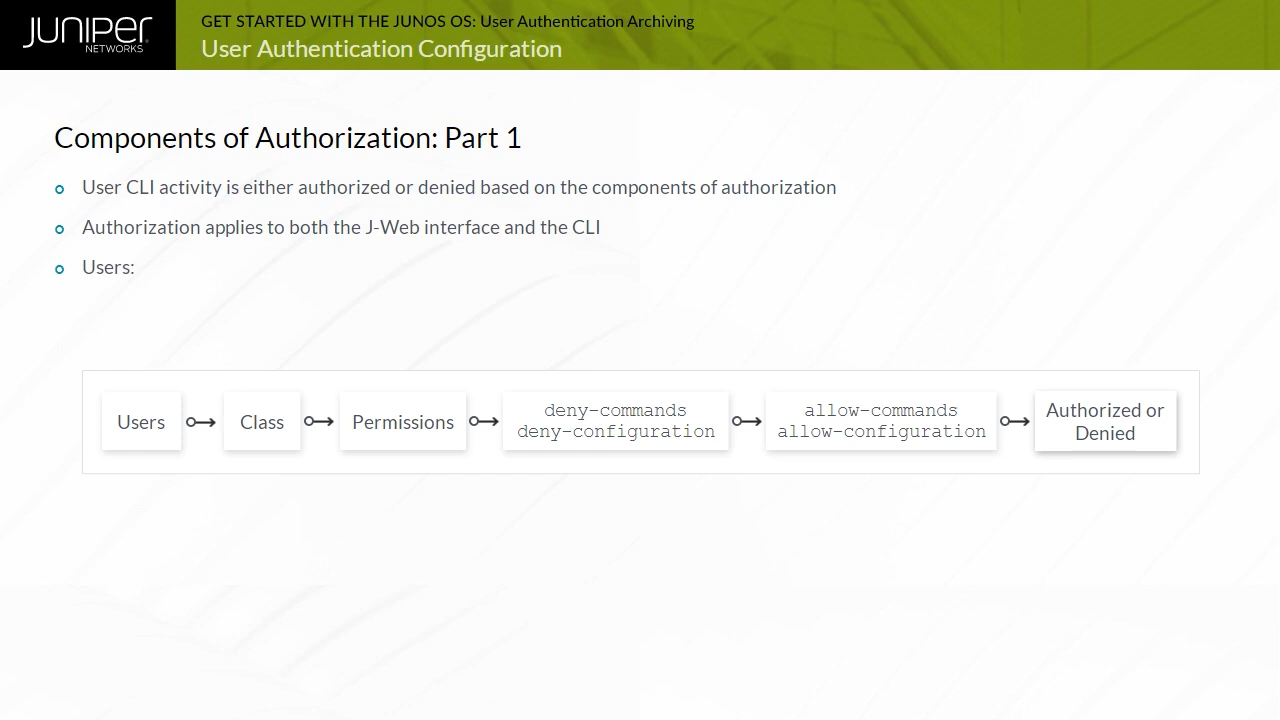 JUNIPER
NETWORKS
GET STARTED WITH THE JUNOS OS: User Authentication Archiving
User Authentication Configuration
Components of Authorization: Part 1
User CLI activity is either authorized or denied based on the components of authorization
Authorization applies to both the J-Web interface and the CLI
Users:
Users
Class
Permissions
deny-commands
deny-configuration
allow-commands
allow-configuration
Authorized or
Denied